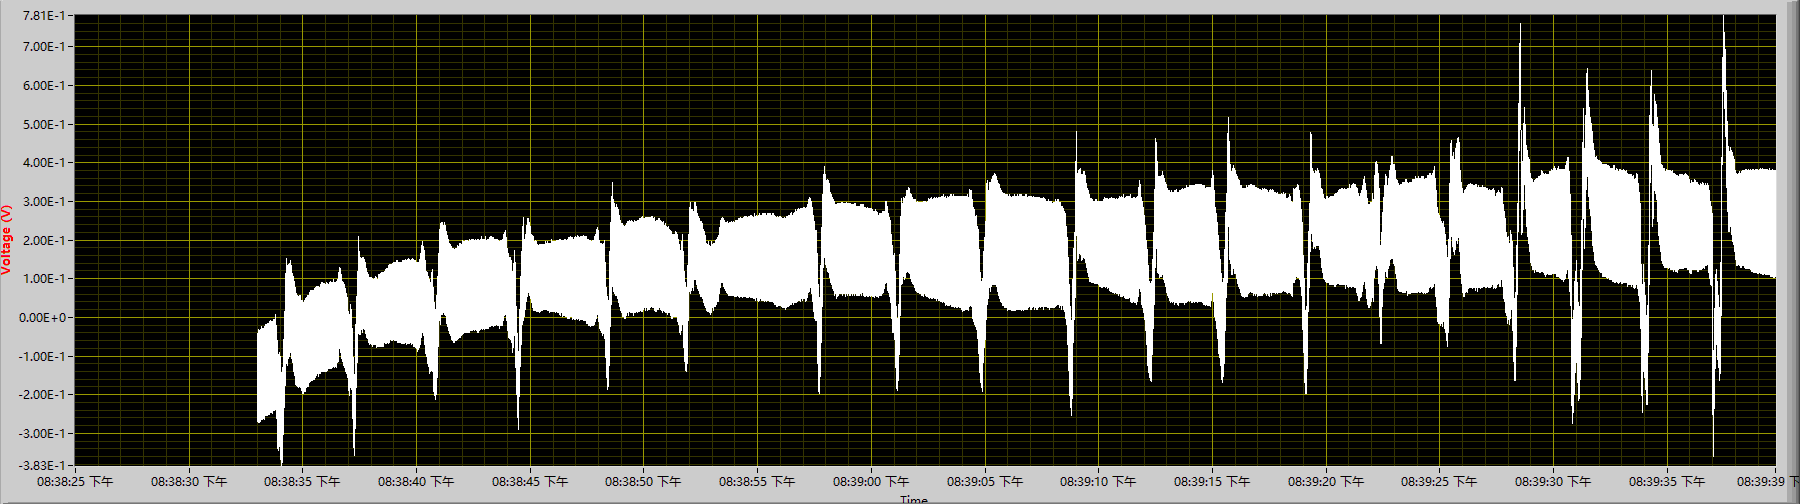 7.81E-1
7.00E-1
6.00E-1
5.00E-1
4.00E-1
3.00E-1
2.00E-1
1.00E-1
0.00E+0
-1.00E-1
-2.00E-1
-3.00E-1
-3.83E-1
Voltage (V)
08:38:25 下午
08:38:30 下午
08:38:35 下午
08:38:40 下午
08:38:45 下午
08:38:50 下午
08:38:55 下午
08:39:00 下午
08:39:05 下午
08:39:10 下午
08:39:15 下午
08:39:20 下午
08:39:25 下午
08:39:30 下午
08:39:35 下午
08:39:39 下
Time